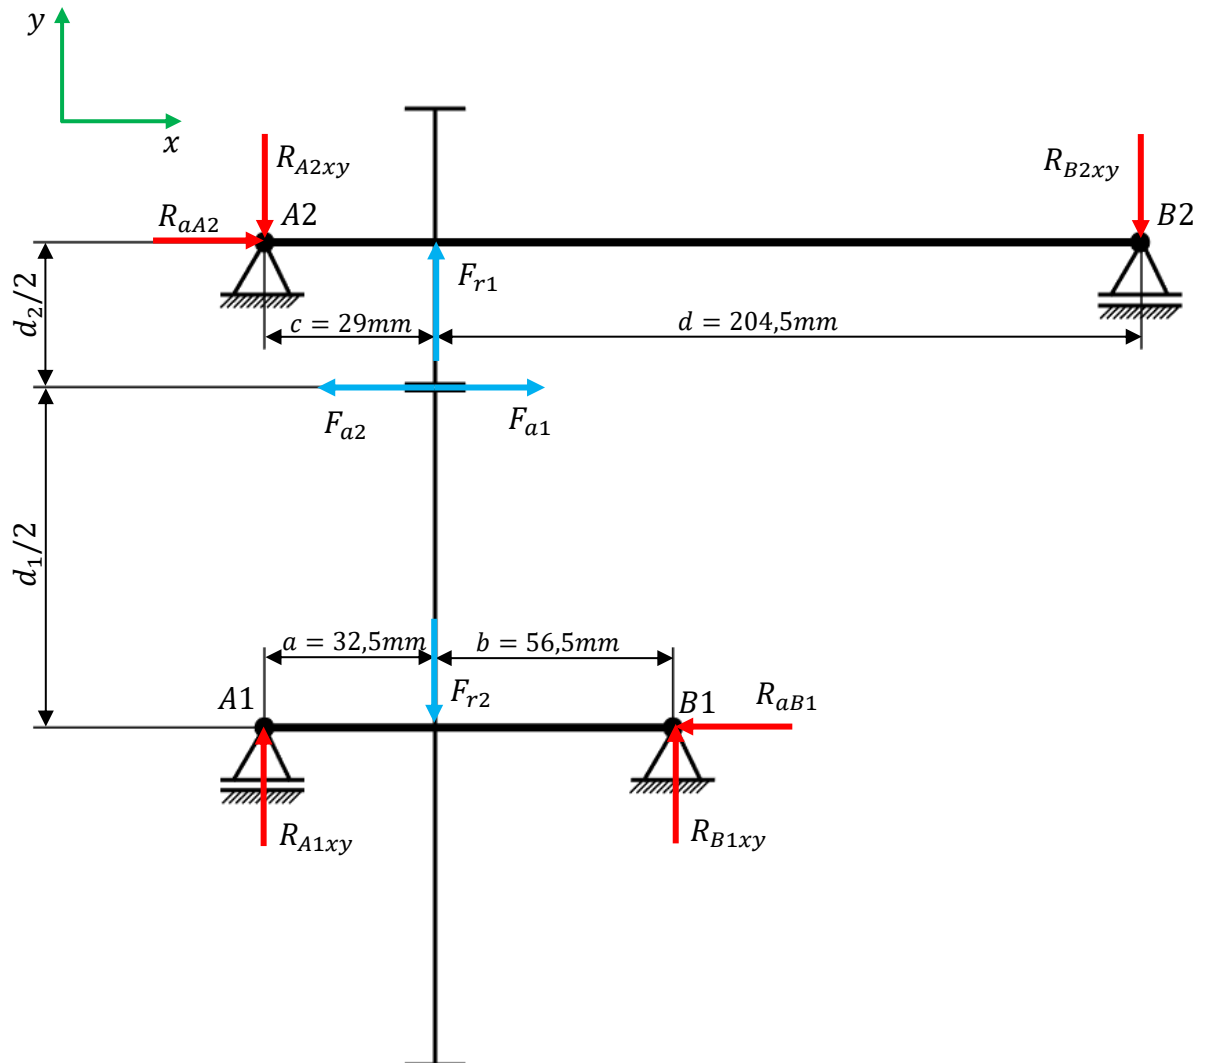 y
x
R_{A2xy}
R_{B2xy}
R_{aA2}
A2
B2
F_{r1}
d_2/2
c = 29mm
d = 204,5mm
F_{a2}
F_{a1}
d_1/2
a = 32,5mm
b = 56,5mm
A1
F_{r2}
B1
R_{aB1}
R_{A1xy}
R_{B1xy}